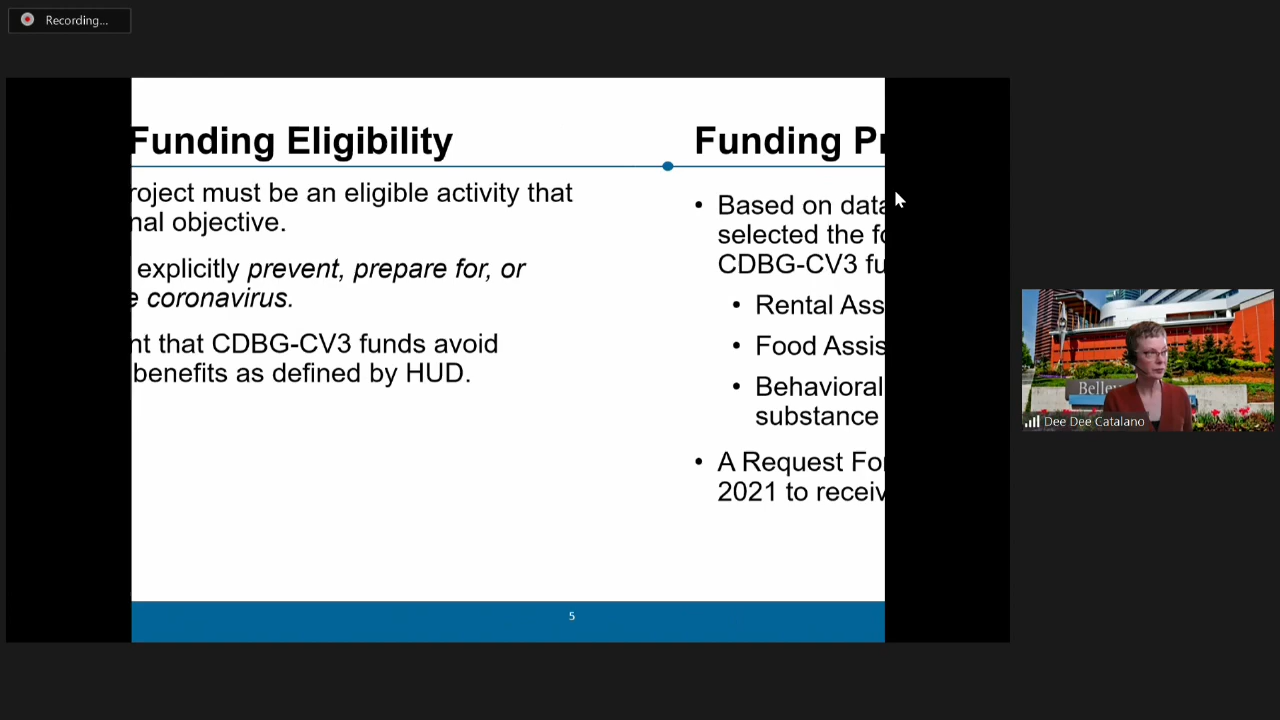 Recording...
Funding Eligibility
roject must be an eligible activity that
nal objective.
explicitly prevent, prepare for, or
e coronavirus.
nt that CDBG-CV3 funds avoid
benefits as defined by HUD.
5
Funding Pr
• Based on data
selected the fo
CDBG-CV3 fu
• Rental Ass
• Food Assis
• Behavioral
substance
• A Request For
2021 to receiv
Belle
Dee Dee Catalano